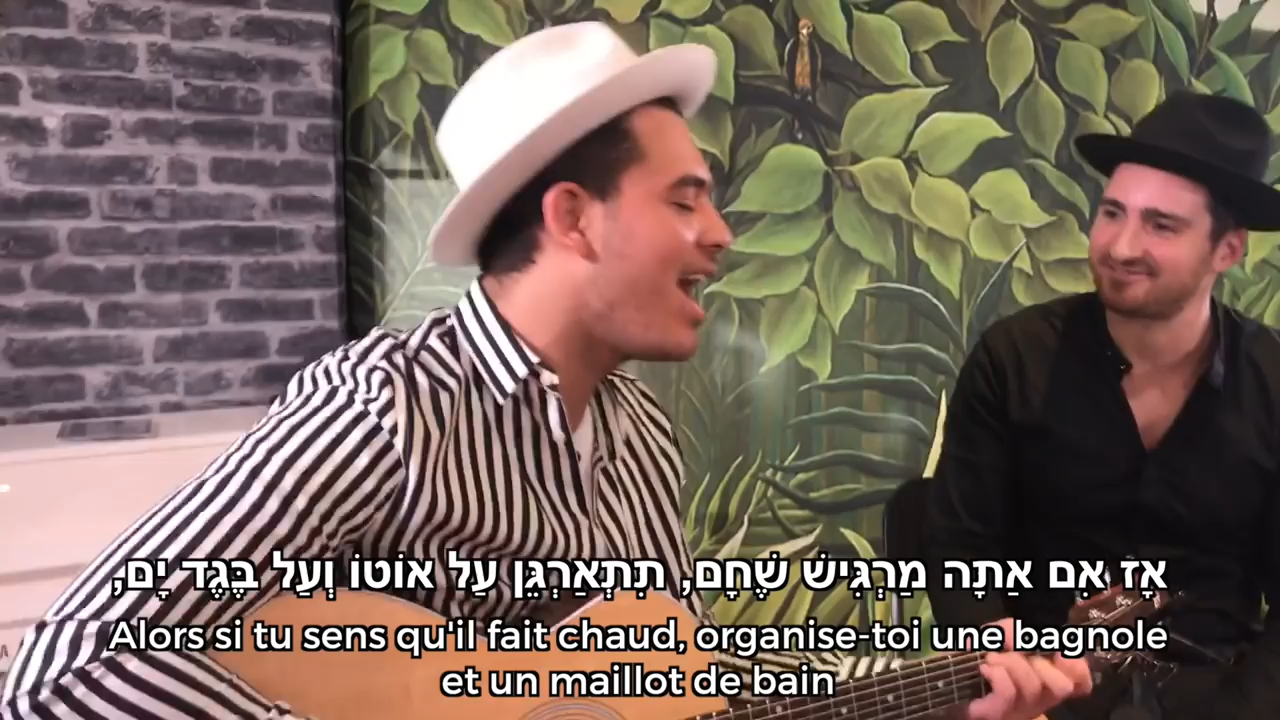 אָז אִם אַתָּה מַרְגִּישׁ שֶׁחָם, תִּתְאַרְגֵּן עַל אוֹטוֹ וְעַל בֶּגֶד יָם,
Alors si tu sens qu'il fait chaud, organise-toi une bagnole
et un maillot de bain